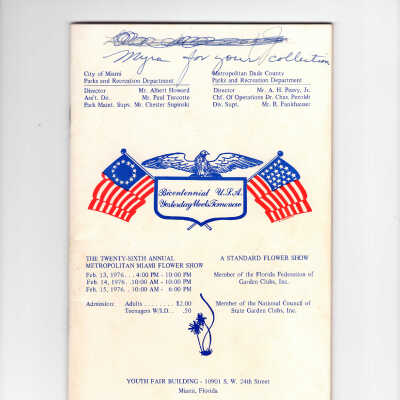 Myra for your collection
City of Miami
Parks and Recreation Department
Director Mr. Albert Howard
Ass't. Dir. Mr. Paul Turcotte
Park Maint. Supt. Mr. Chester Supinski
Metropolitan Dade County
Parks and Recreation Department
Director Mr. A. H. Peavy, Jr.
Chf. Of Operations Dr. Chas. Pezoldt
Div. Supt. Mr. B. Funkhauser
Bicentennial U.S.A.
Yesterday Meets Tomorrow
THE TWENTY-SIXTH ANNUAL
METROPOLITAN MIAMI FLOWER SHOW
Feb. 13, 1976 . . . 4:00 PM - 10:00 PM
Feb. 14, 1976 . . 10:00 AM - 10:00 PM
Feb. 15, 1976 . . 10:00 AM - 6:00 PM
Admission: Adults . . . . . . . . $2.00
Teenagers W/I.D. . . .50
A STANDARD FLOWER SHOW
Member of the Florida Federation of
Garden Clubs, Inc.
Member of the National Council of
State Garden Clubs, Inc.
YOUTH FAIR BUILDING - 10901 S. W. 24th Street
Miami, Florida